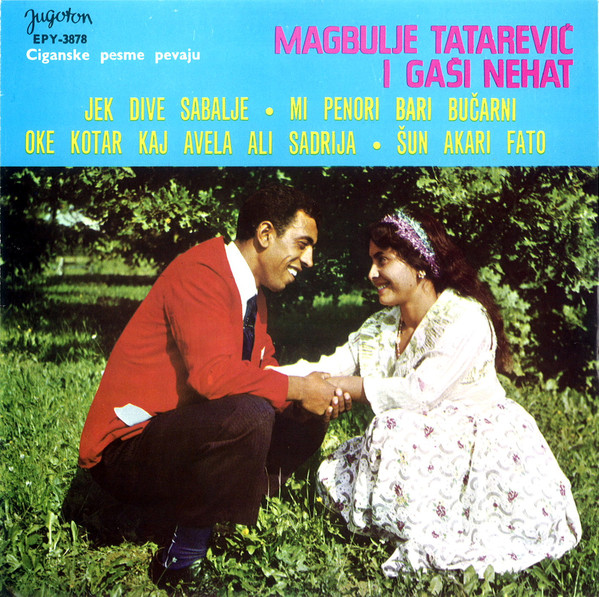 Jugoton
EPY-3878
Ciganske pesme pevaju
MAGBULJE TATAREVIĆ
I GAŠI NEHAT
JEK DIVE SABALJE • MI PENORI BARI BUČARNI
OKE KOTAR KAJ AVELA ALI SADRIJA • ŠUN AKARI FATO